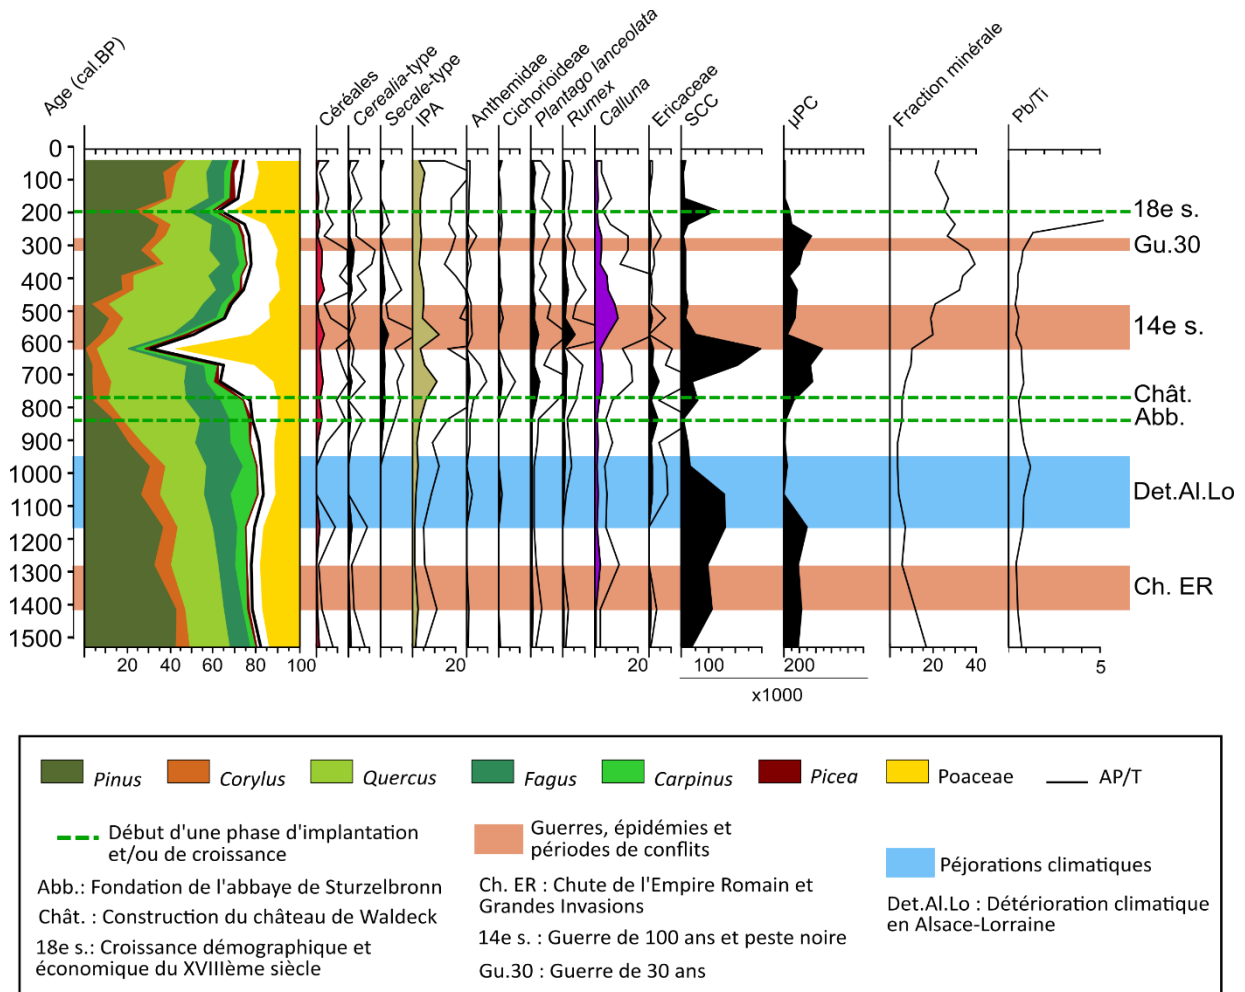 Age (cal.BP)
Céréales
Cerealia-type
Secale-type
IPA
Anthemidae
Cichorioideae
Plantago lanceolata
Rumex
Calluna
Ericaceae
SCC
µPC
Fraction minérale
Pb/Ti
0
100
200
300
400
500
600
700
800
900
1000
1100
1200
1300
1400
1500
18e s.
Gu.30
14e s.
Chât.
Abb.
Det.Al.Lo
Ch. ER
20 40 60 80 100 20 20 100 200 20 40 5
x1000
Pinus Corylus Quercus Fagus Carpinus Picea Poaceae AP/T
Début d'une phase d'implantation
et/ou de croissance
Guerres, épidémies et
périodes de conflits
Péjorations climatiques
Abb.: Fondation de l'abbaye de Sturzelbronn
Chât. : Construction du château de Waldeck
18e s.: Croissance démographique et
économique du XVIIIème siècle
Ch. ER : Chute de l'Empire Romain et
Grandes Invasions
14e s. : Guerre de 100 ans et peste noire
Gu.30 : Guerre de 30 ans
Det.Al.Lo : Détérioration climatique
en Alsace-Lorraine